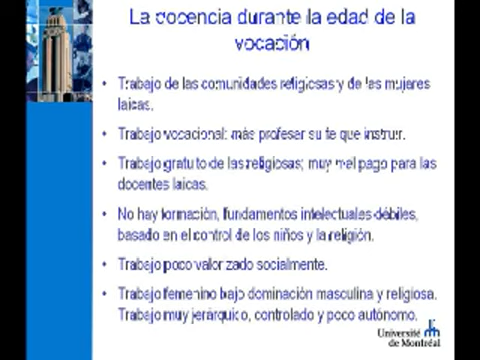 La docencia durante la edad de la
vocación
• Trabajo de las comunidades religiosas y de las mujeres
laicas.
• Trabajo vocacional: más profesar su fe que instruir.
• Trabajo gratuito de las religiosas; muy mal pago para las
docentes laicas.
• No hay formación, fundamentos intelectuales débiles,
basado en el control de los niños y la religión.
• Trabajo poco valorizado socialmente.
• Trabajo femenino bajo dominación masculina y religiosa.
Trabajo muy jerárquico, controlado y poco autónomo.
Université
de Montréal